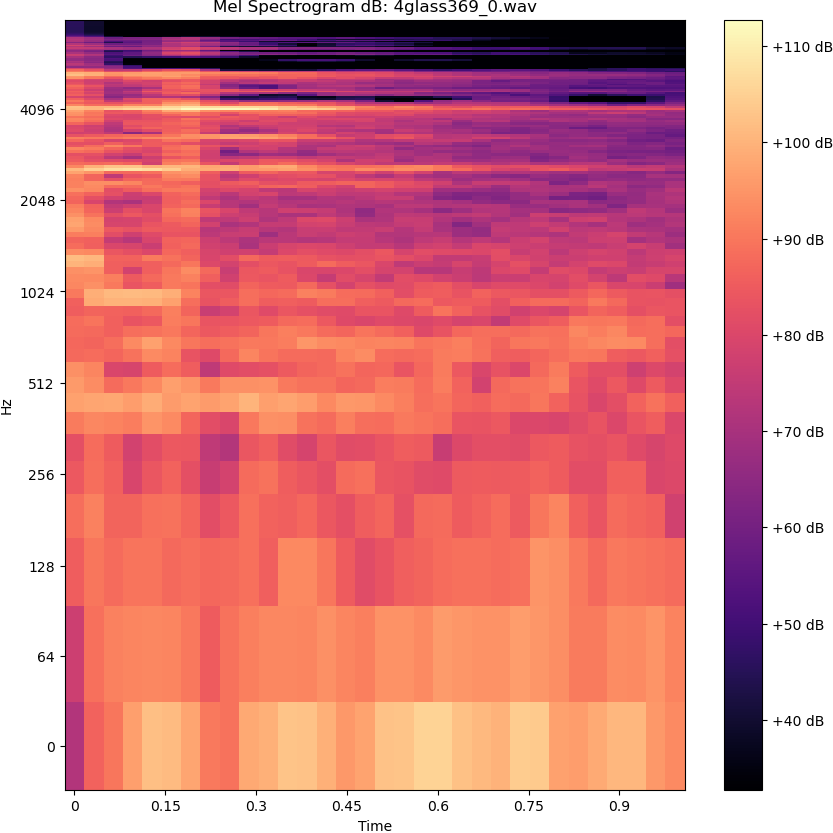 Mel Spectrogram dB: 4glass369_0.wav
+110 dB
4096
+100 dB
2048
+90 dB
1024
+80 dB
512
Hz
+70 dB
256
+60 dB
128
+50 dB
64
+40 dB
0
0 0.15 0.3 0.45 0.6 0.75 0.9
Time